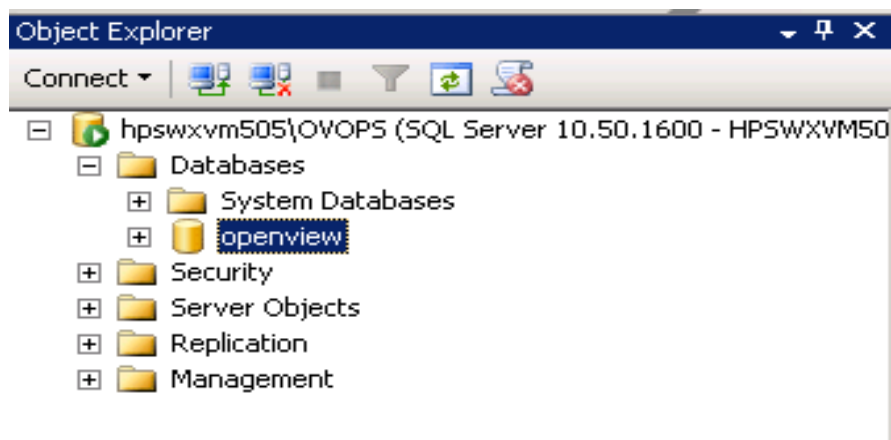 Object Explorer
Connect
hpswxvm505\OVOPS (SQL Server 10.50.1600 - HPSWXVM50
Databases
System Databases
openview
Security
Server Objects
Replication
Management